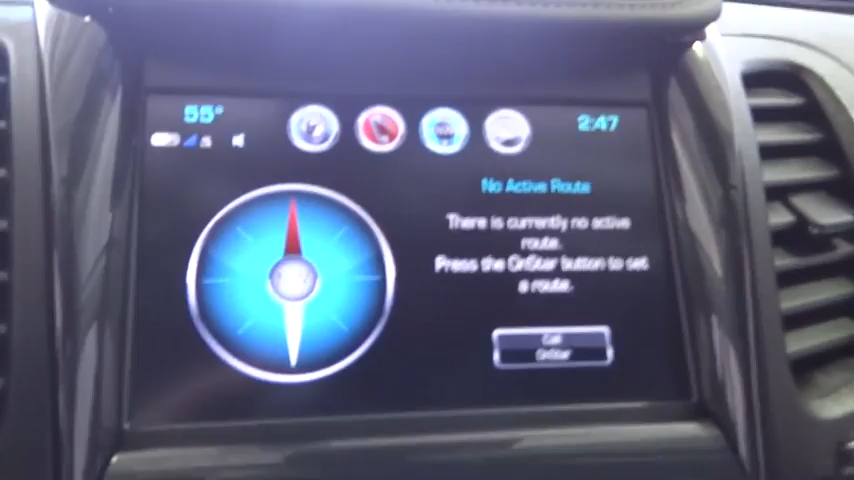 55°
2:47
No Active Route
There is currently no active
route.
Press the OnStar button to set
a route.
Call
OnStar